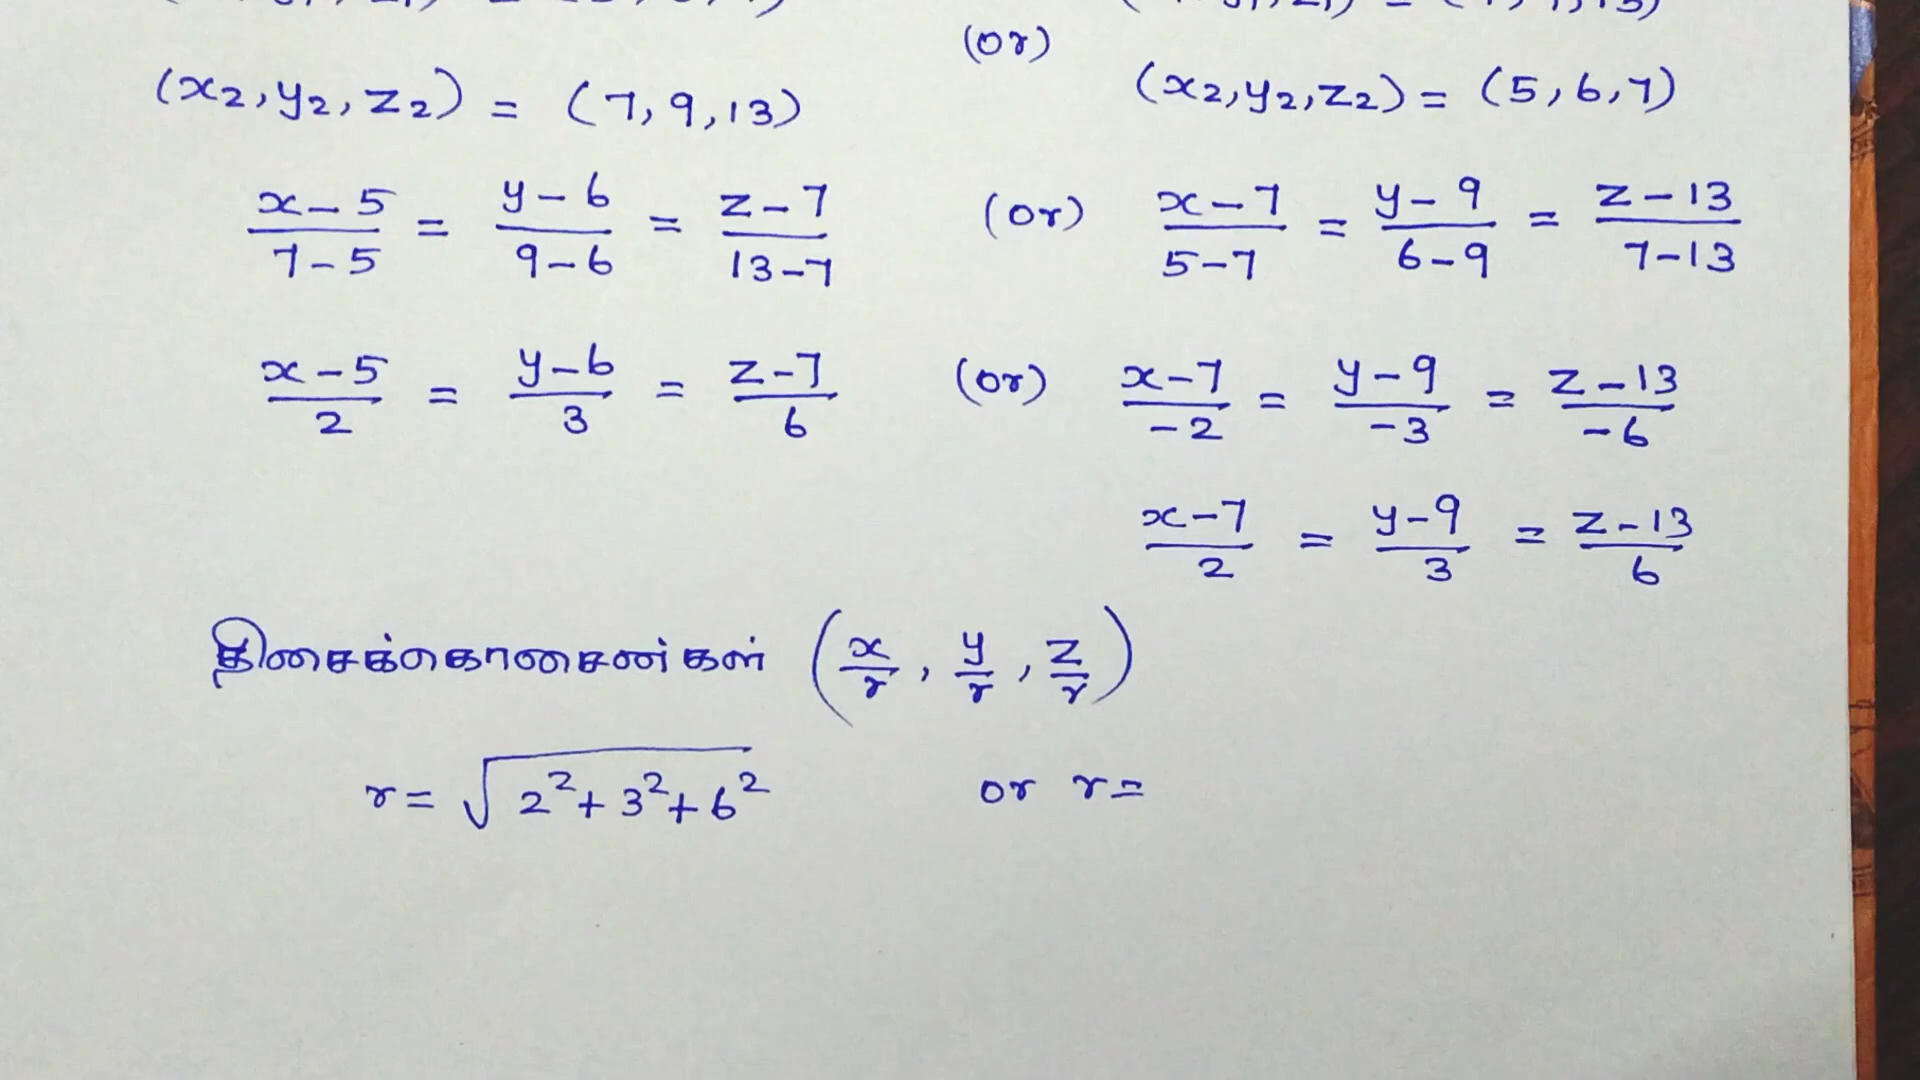 (or)
(x₂,y₂,z₂) = (7,9,13) (x₂,y₂,z₂) = (5,6,7)
(x-5)/(7-5) = (y-6)/(9-6) = (z-7)/(13-7) (or) (x-7)/(5-7) = (y-9)/(6-9) = (z-13)/(7-13)
(x-5)/2 = (y-6)/3 = (z-7)/6 (or) (x-7)/-2 = (y-9)/-3 = (z-13)/-6
(x-7)/2 = (y-9)/3 = (z-13)/6
திசைக்கொசைன்கள் (x/r, y/r, z/r)
r = √(2²+3²+6²) or r=